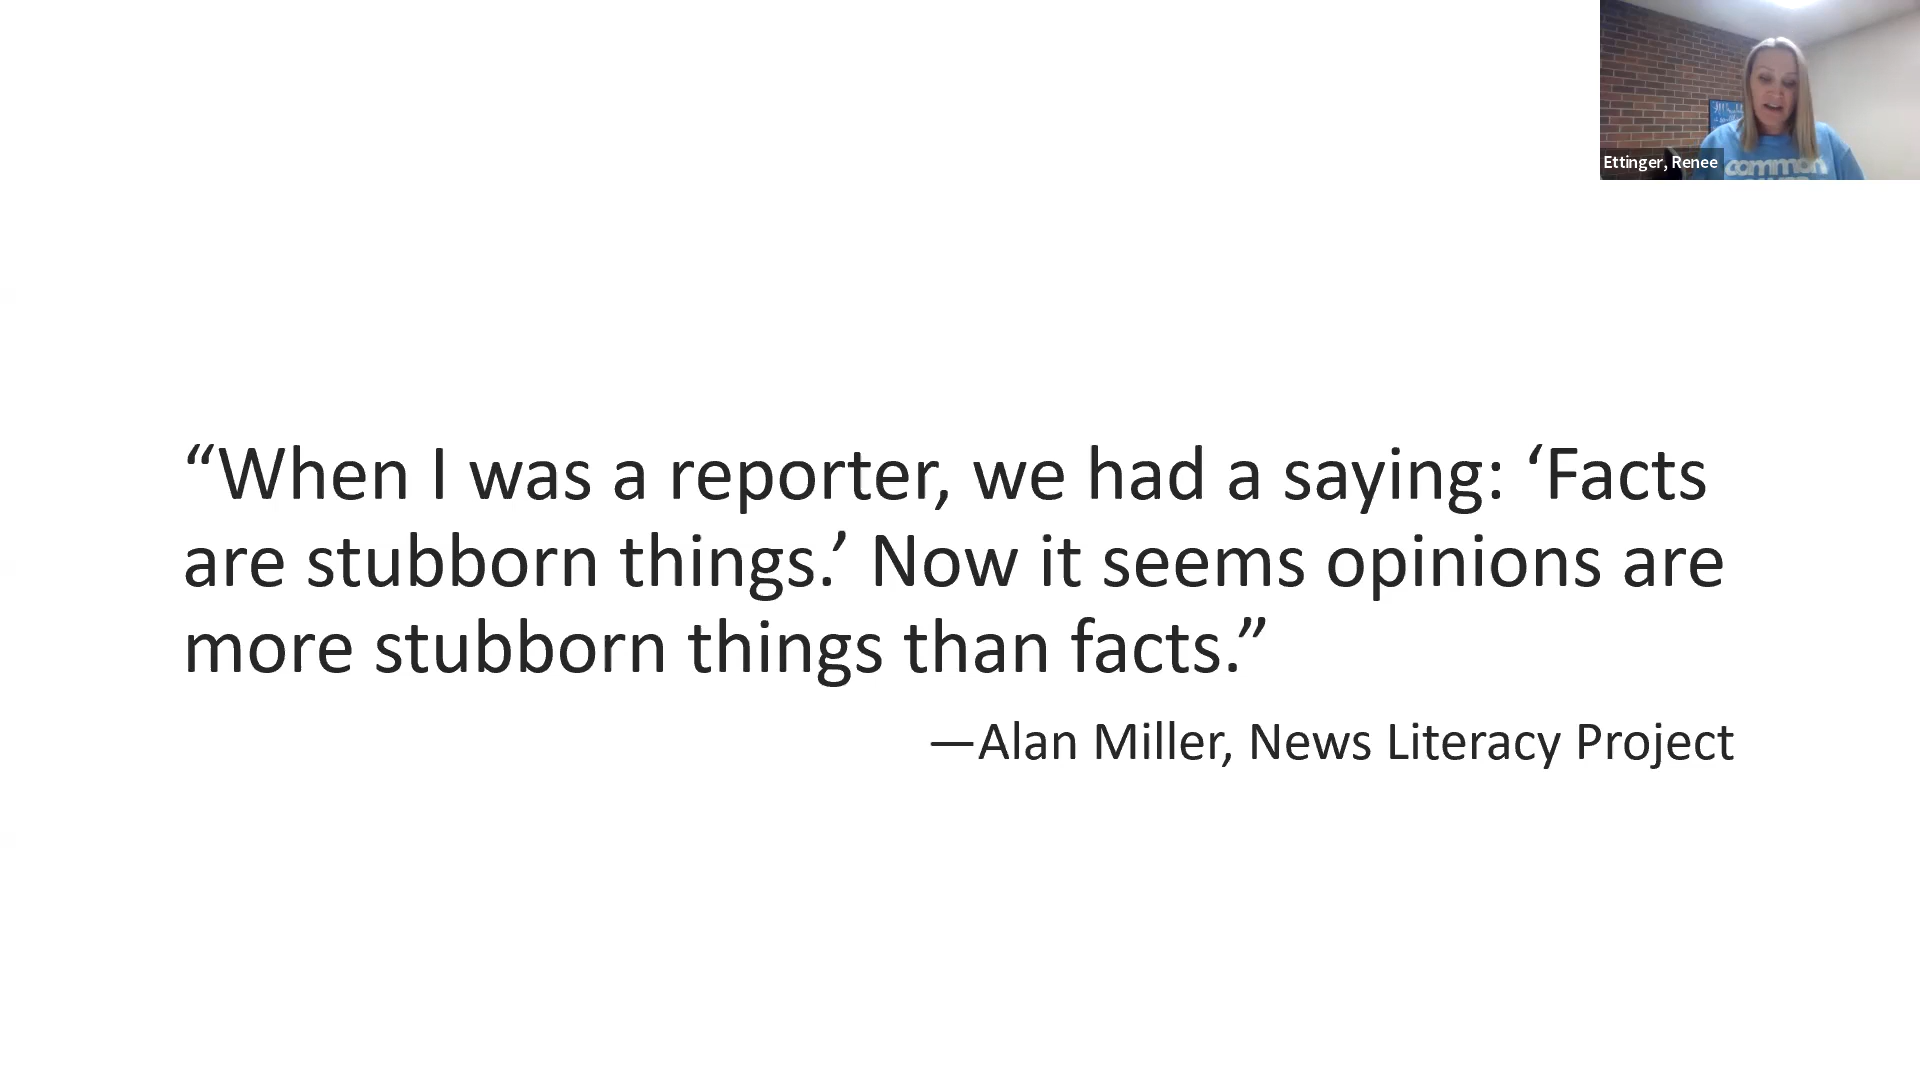 Ettinger, Renee
common
“When I was a reporter, we had a saying: ‘Facts
are stubborn things.’ Now it seems opinions are
more stubborn things than facts.”
—Alan Miller, News Literacy Project